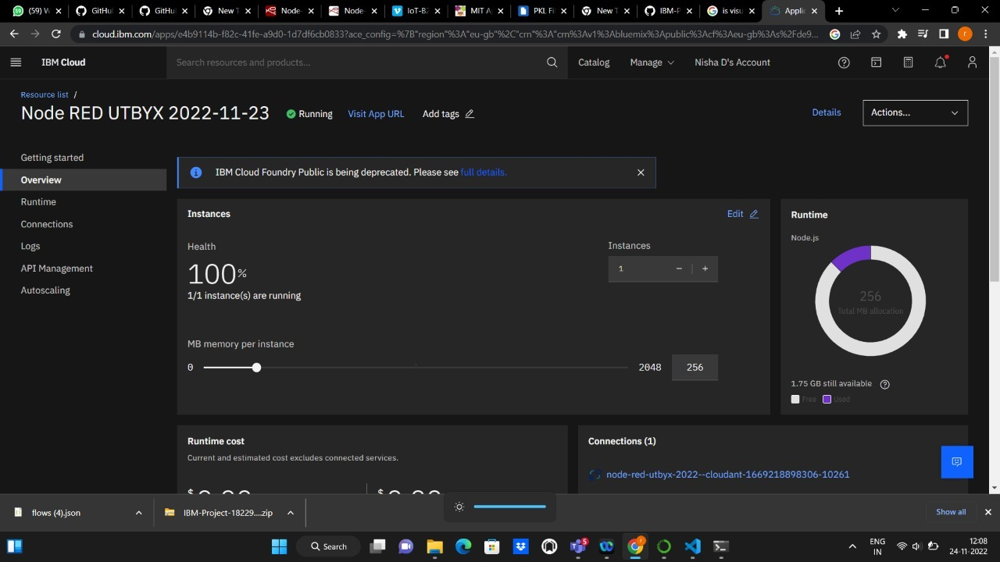 (59) W
GitHul
GitHul
New T
Node-
Node-
IoT-B2
MIT A
PKL Fi
New T
IBM-P
is visu
Applic
cloud.ibm.com/apps/e4b9114b-f82c-41fe-a9d0-1d7df6cb0833?ace_config=%7B"region"%3A"eu-gb"%2C"crn"%3A"crn%3Av1%3Abluemix%3Apublic%3Acf%3Aeu-gb%3As%2Fde9...
r
IBM Cloud
Search resources and products...
Catalog
Manage
Nisha D's Account
Resource list /
Node RED UTBYX 2022-11-23
Running
Visit App URL
Add tags
Details
Actions...
Getting started
Overview
Runtime
Connections
Logs
API Management
Autoscaling
IBM Cloud Foundry Public is being deprecated. Please see full details.
Instances
Edit
Health
100%
1/1 instance(s) are running
Instances
1
MB memory per instance
0
2048
256
Runtime
Node.js
256
Total MB allocation
1.75 GB still available
Free
Used
Runtime cost
Current and estimated cost excludes connected services.
Connections (1)
node-red-utbyx-2022--cloudant-1669218898306-10261
flows (4).json
IBM-Project-18229....zip
Show all
Search
5
ENG
IN
12:08
24-11-2022